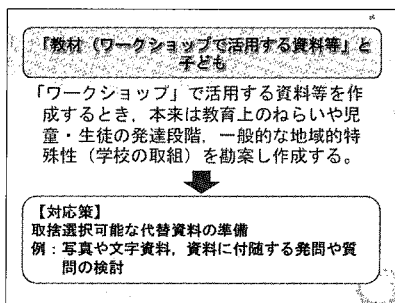 「教材(ワークショップで活用する資料等」と
子ども
「ワークショップ」で活用する資料等を作
成するとき，本来は教育上のねらいや児
童・生徒の発達段階，一般的な地域的特
殊性（学校の取組）を勘案し作成する。
【対応策】
取捨選択可能な代替資料の準備
例：写真や文字資料，資料に付随する発問や質
問の検討